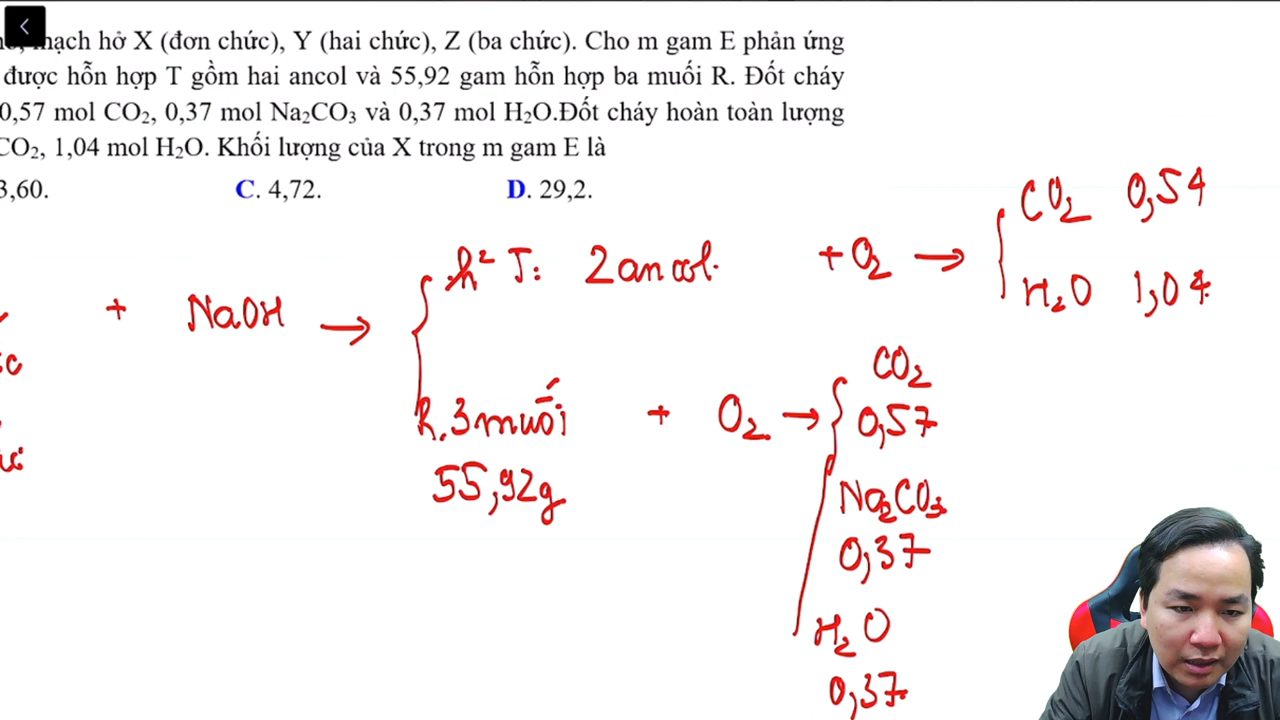 mạch hở X (đơn chức), Y (hai chức), Z (ba chức). Cho m gam E phản ứng
được hỗn hợp T gồm hai ancol và 55,92 gam hỗn hợp ba muối R. Đốt cháy
0,57 mol CO₂, 0,37 mol Na₂CO₃ và 0,37 mol H₂O.Đốt cháy hoàn toàn lượng
CO₂, 1,04 mol H₂O. Khối lượng của X trong m gam E là
3,60. C. 4,72. D. 29,2.
h² T: 2 ancol. + O₂ → CO₂ 0,54
H₂O 1,04
+ NaOH →
R. 3 muối + O₂ → CO₂
0,57
55,92g
Na₂CO₃
0,37
H₂O
0,37